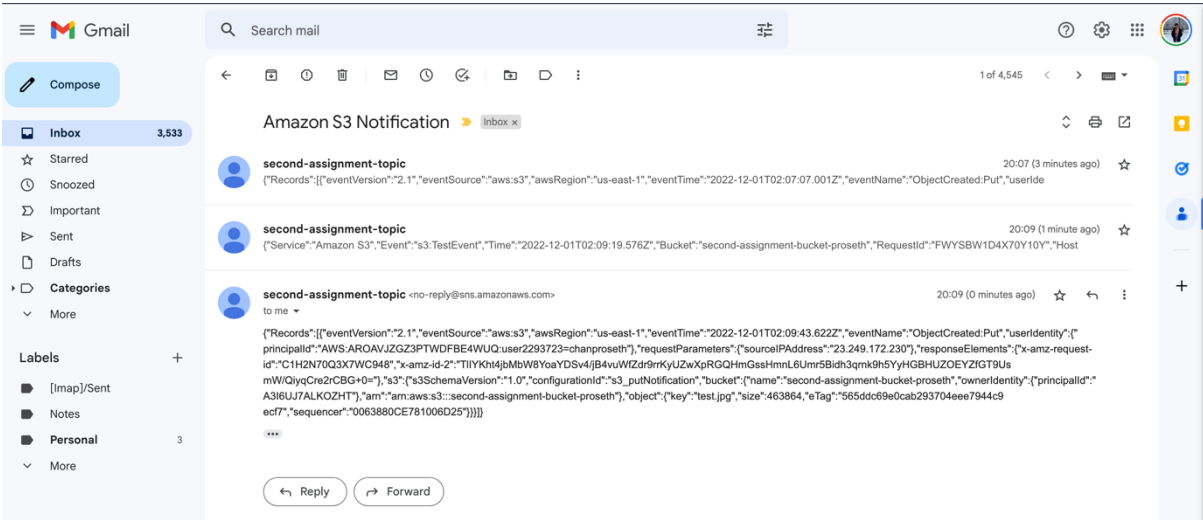 Gmail
Search mail
Compose
1 of 4,545
Inbox 3,533
Starred
Snoozed
Important
Sent
Drafts
Categories
More
Labels
[Imap]/Sent
Notes
Personal 3
More
Amazon S3 Notification Inbox x
second-assignment-topic 20:07 (3 minutes ago)
{"Records":[{"eventVersion":"2.1","eventSource":"aws:s3","awsRegion":"us-east-1","eventTime":"2022-12-01T02:07:07.001Z","eventName":"ObjectCreated:Put","userIde
second-assignment-topic 20:09 (1 minute ago)
{"Service":"Amazon S3","Event":"s3:TestEvent","Time":"2022-12-01T02:09:19.576Z","Bucket":"second-assignment-bucket-proseth","RequestId":"FWYSBW1D4X70Y10Y","Host
second-assignment-topic <no-reply@sns.amazonaws.com> 20:09 (0 minutes ago)
to me
{"Records":[{"eventVersion":"2.1","eventSource":"aws:s3","awsRegion":"us-east-1","eventTime":"2022-12-01T02:09:43.622Z","eventName":"ObjectCreated:Put","userIdentity":{"
principalId":"AWS:AROAVJZGZ3PTWDFBE4WUQ:user2293723=chanproseth"},"requestParameters":{"sourceIPAddress":"23.249.172.230"},"responseElements":{"x-amz-request-
id":"C1H2N70Q3X7WC948","x-amz-id-2":"TIIYKht4jbMbW8YoaYDSv4/jB4vuWfZdr9rrKyUZwXpRGQHmGssHmnL6Umr5Bidh3qmk9h5YyHGBHUZOEYZfGT9Us
mW/QiyqCre2rCBG+0="},"s3":{"s3SchemaVersion":"1.0","configurationId":"s3_putNotification","bucket":{"name":"second-assignment-bucket-proseth","ownerIdentity":{"principalId":"
A3I6UJ7ALKOZHT"},"arn":"arn:aws:s3:::second-assignment-bucket-proseth"},"object":{"key":"test.jpg","size":463864,"eTag":"565ddc69e0cab293704eee7944c9
ecf7","sequencer":"0063880CE781006D25"}}}]}
Reply Forward
31